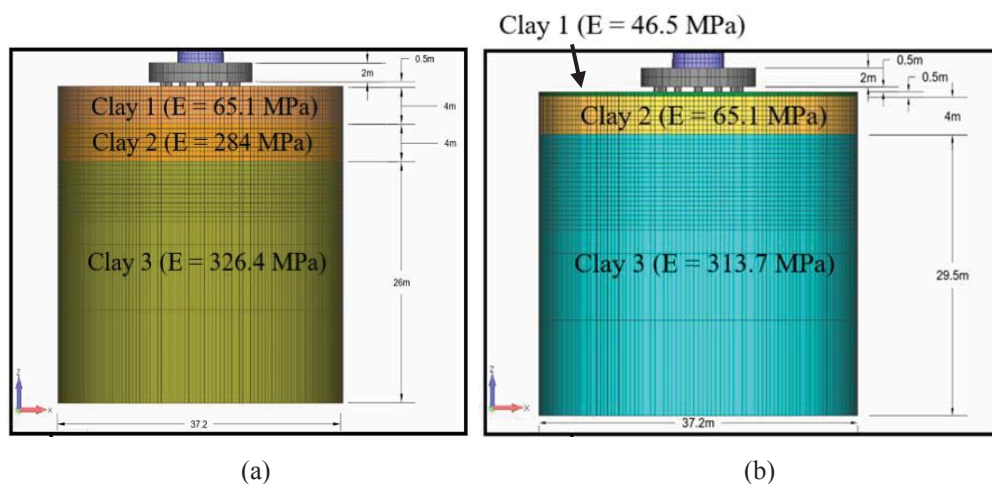 Clay 1 (E = 46.5 MPa)
0.5m
2m
Clay 1 (E = 65.1 MPa)
4m
Clay 2 (E = 284 MPa)
4m
Clay 3 (E = 326.4 MPa)
26m
Z
X
37.2
0.5m
2m
0.5m
Clay 2 (E = 65.1 MPa)
4m
Clay 3 (E = 313.7 MPa)
29.5m
Z
X
37.2m
(a)
(b)